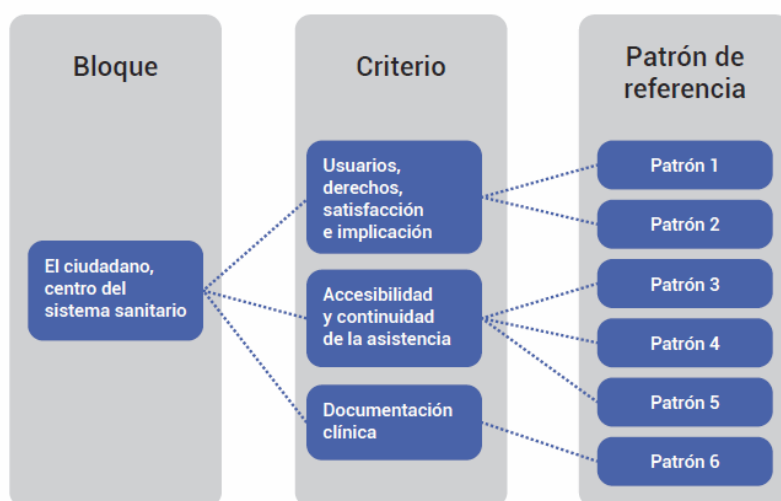 Bloque
Criterio
Patrón de
referencia
El ciudadano,
centro del
sistema sanitario
Usuarios,
derechos,
satisfacción
e implicación
Accesibilidad
y continuidad
de la asistencia
Documentación
clínica
Patrón 1
Patrón 2
Patrón 3
Patrón 4
Patrón 5
Patrón 6